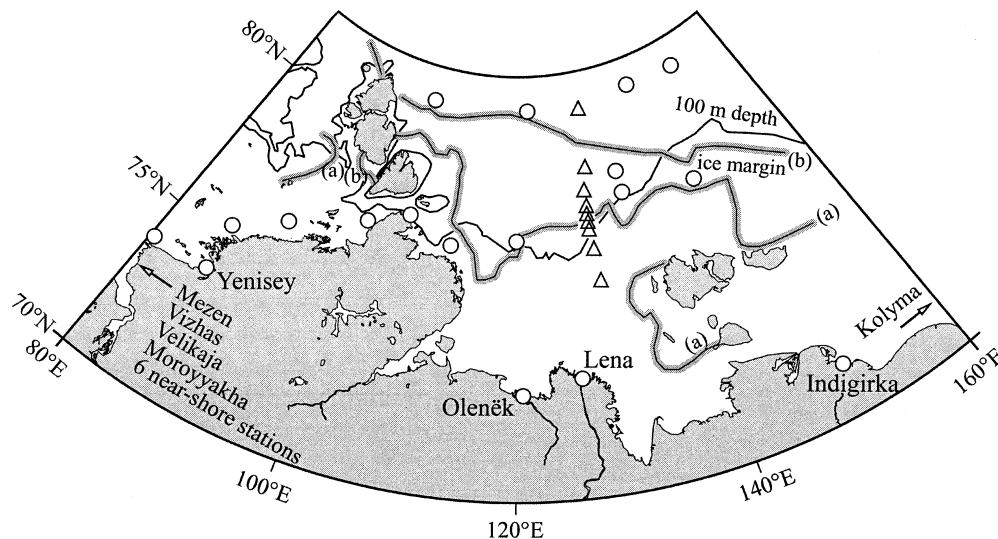 80°N
100 m depth
(b)
ice margin
(a)
(b)
75°N
(a)
Yenisey
Mezen
Vizhas
Velikaja
Moroyyakha
6 near-shore stations
Kolyma
70°N
80°E
(a)
Lena
Indigirka
160°E
Olenëk
100°E
140°E
120°E